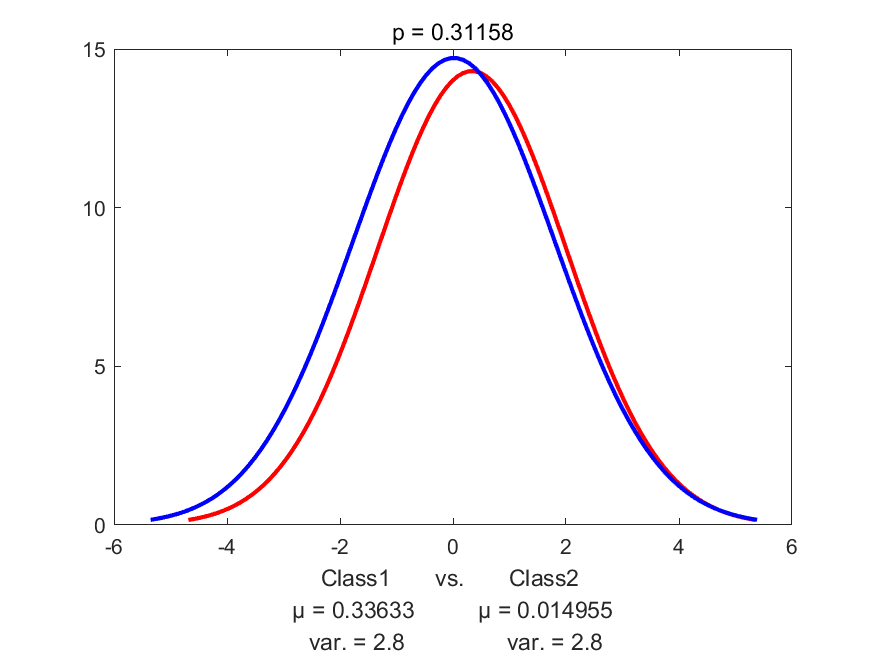 p = 0.31158
15
10
5
0
-6 -4 -2 0 2 4 6
Class1 vs. Class2
μ = 0.33633 μ = 0.014955
var. = 2.8 var. = 2.8